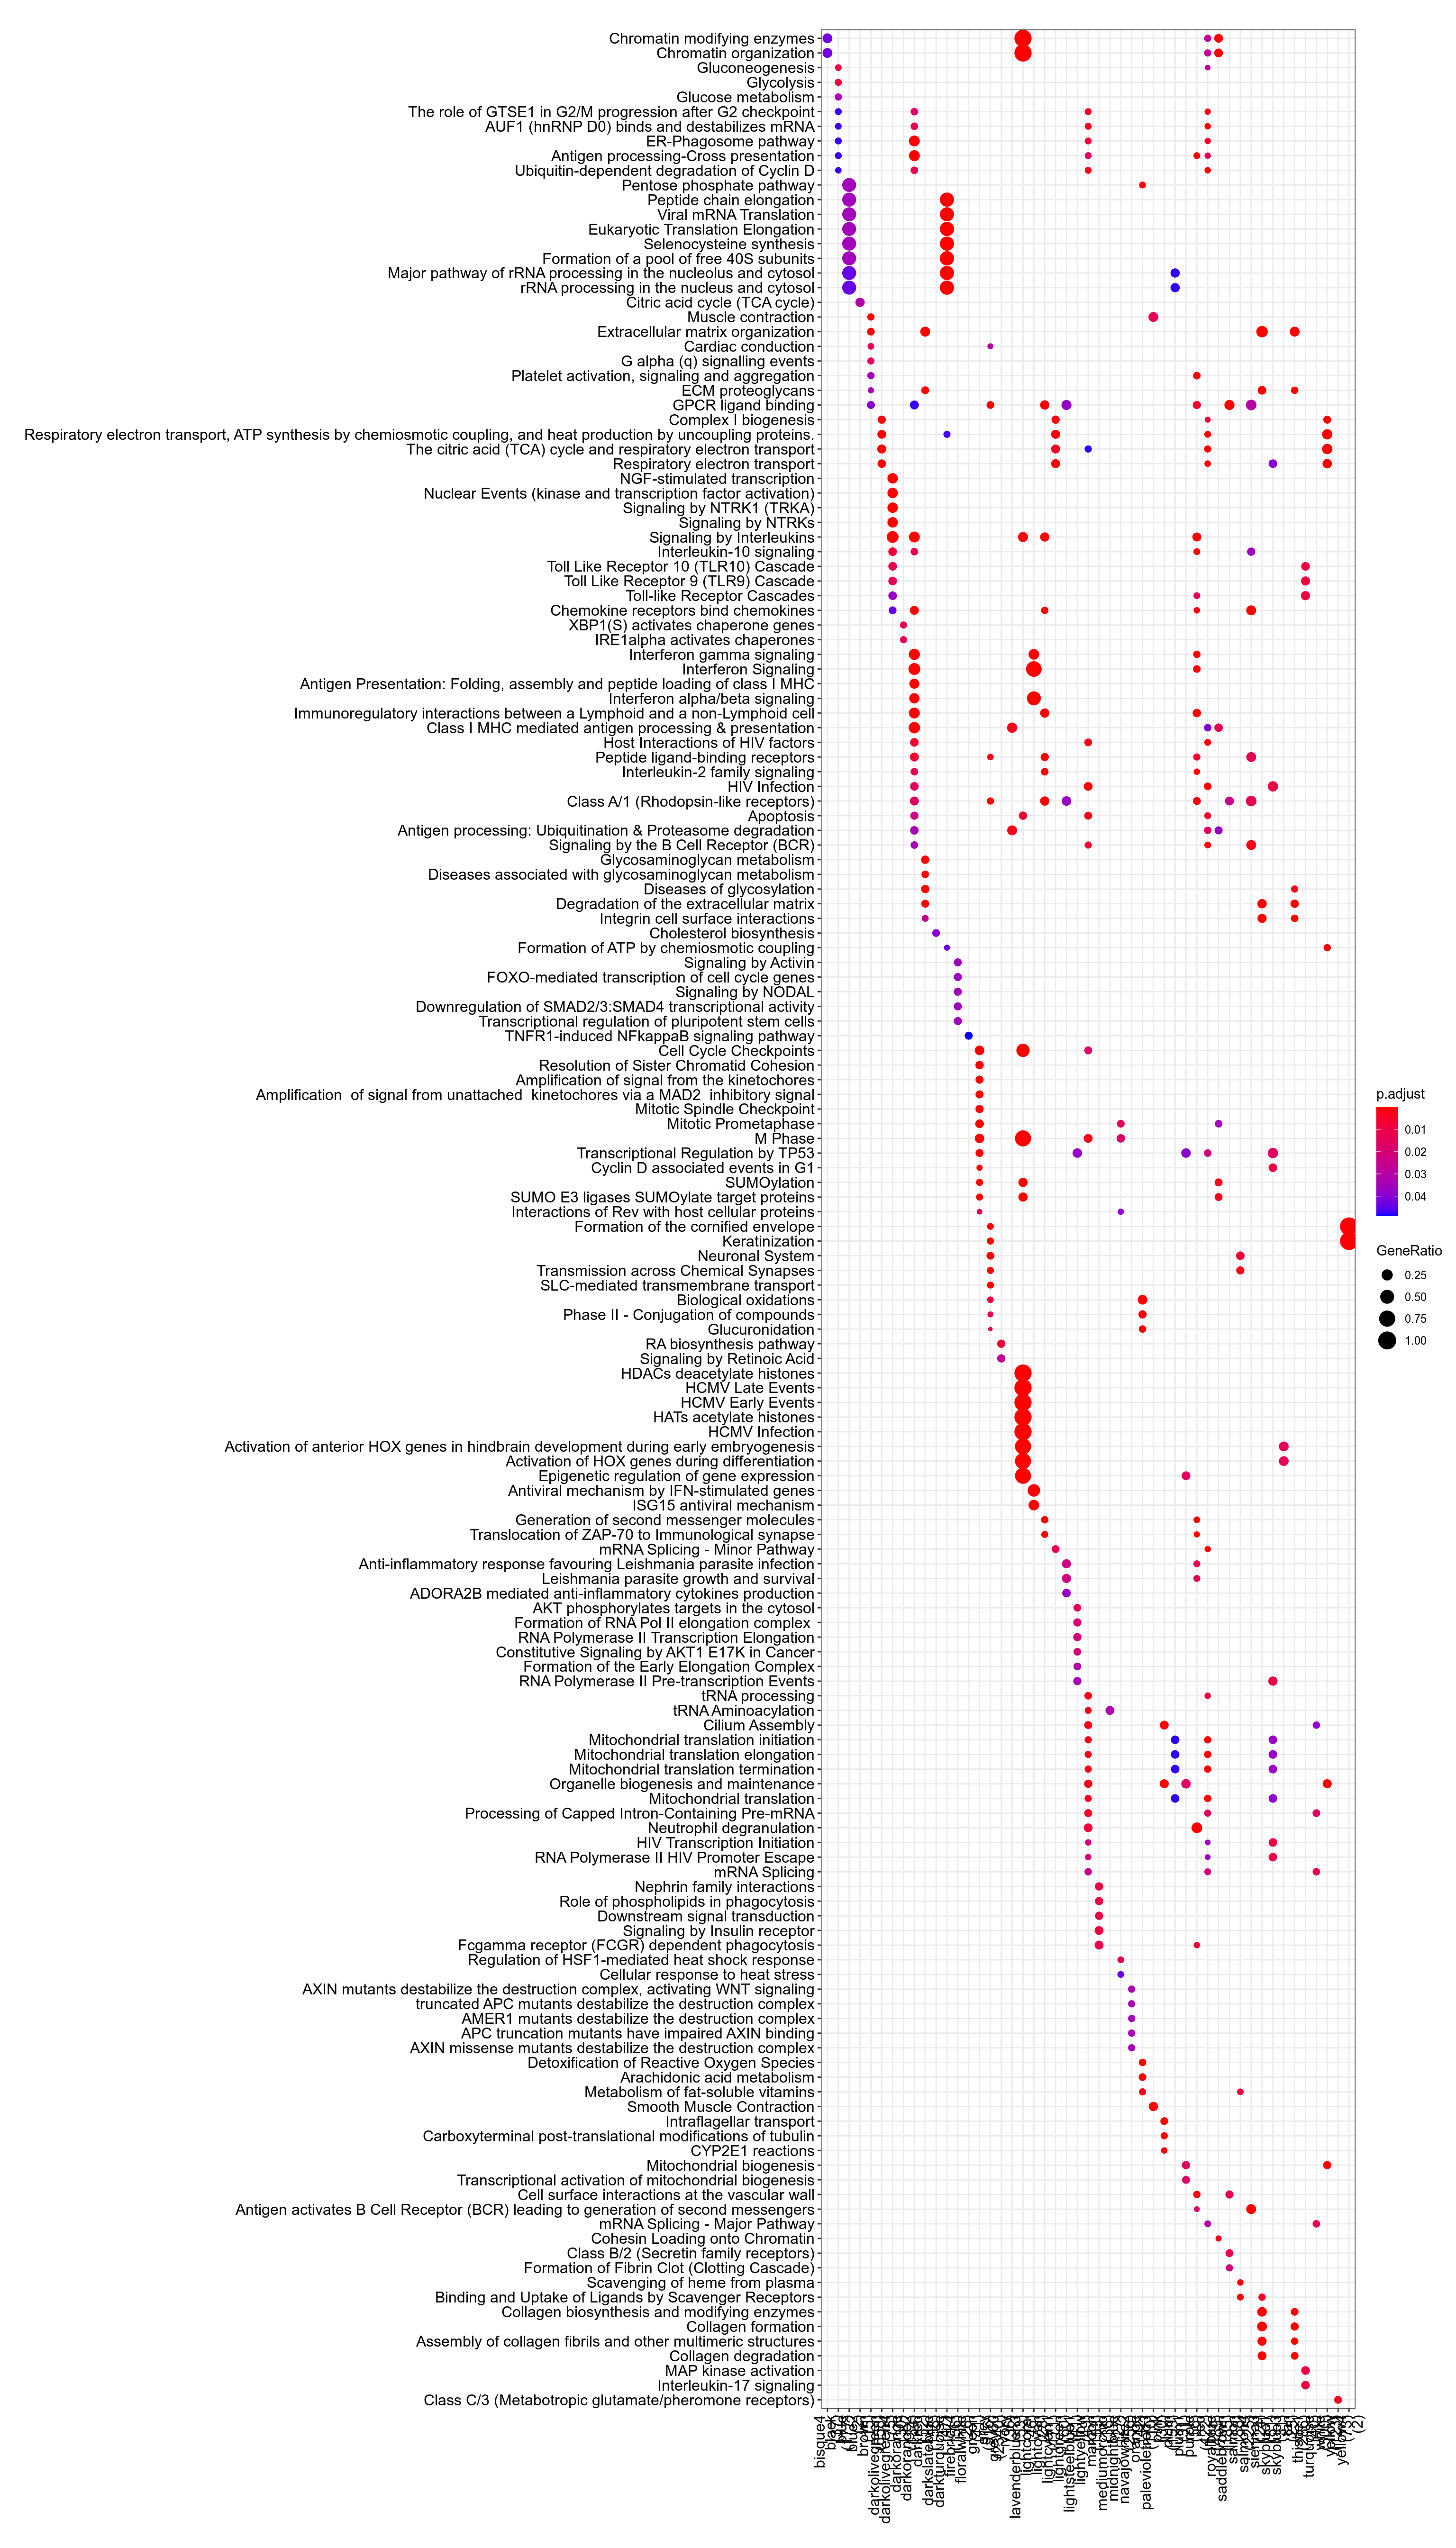 Chromatin modifying enzymes
Chromatin organization
Gluconeogenesis
Glycolysis
Glucose metabolism
The role of GTSE1 in G2/M progression after G2 checkpoint
AUF1 (hnRNP D0) binds and destabilizes mRNA
ER-Phagosome pathway
Antigen processing-Cross presentation
Ubiquitin-dependent degradation of Cyclin D
Pentose phosphate pathway
Peptide chain elongation
Viral mRNA Translation
Eukaryotic Translation Elongation
Selenocysteine synthesis
Formation of a pool of free 40S subunits
Major pathway of rRNA processing in the nucleolus and cytosol
rRNA processing in the nucleus and cytosol
Citric acid cycle (TCA cycle)
Muscle contraction
Extracellular matrix organization
Cardiac conduction
G alpha (q) signalling events
Platelet activation, signaling and aggregation
ECM proteoglycans
GPCR ligand binding
Complex I biogenesis
Respiratory electron transport, ATP synthesis by chemiosmotic coupling, and heat production by uncoupling proteins.
The citric acid (TCA) cycle and respiratory electron transport
Respiratory electron transport
NGF-stimulated transcription
Nuclear Events (kinase and transcription factor activation)
Signaling by NTRK1 (TRKA)
Signaling by NTRKs
Signaling by Interleukins
Interleukin-10 signaling
Toll Like Receptor 10 (TLR10) Cascade
Toll Like Receptor 9 (TLR9) Cascade
Toll-like Receptor Cascades
Chemokine receptors bind chemokines
XBP1(S) activates chaperone genes
IRE1alpha activates chaperones
Interferon gamma signaling
Interferon Signaling
Antigen Presentation: Folding, assembly and peptide loading of class I MHC
Interferon alpha/beta signaling
Immunoregulatory interactions between a Lymphoid and a non-Lymphoid cell
Class I MHC mediated antigen processing & presentation
Host Interactions of HIV factors
Peptide ligand-binding receptors
Interleukin-2 family signaling
HIV Infection
Class A/1 (Rhodopsin-like receptors)
Apoptosis
Antigen processing: Ubiquitination & Proteasome degradation
Signaling by the B Cell Receptor (BCR)
Glycosaminoglycan metabolism
Diseases associated with glycosaminoglycan metabolism
Diseases of glycosylation
Degradation of the extracellular matrix
Integrin cell surface interactions
Cholesterol biosynthesis
Formation of ATP by chemiosmotic coupling
Signaling by Activin
FOXO-mediated transcription of cell cycle genes
Signaling by NODAL
Downregulation of SMAD2/3:SMAD4 transcriptional activity
Transcriptional regulation of pluripotent stem cells
TNFR1-induced NFkappaB signaling pathway
Cell Cycle Checkpoints
Resolution of Sister Chromatid Cohesion
Amplification of signal from the kinetochores
Amplification  of signal from unattached  kinetochores via a MAD2  inhibitory signal
Mitotic Spindle Checkpoint
Mitotic Prometaphase
M Phase
Transcriptional Regulation by TP53
Cyclin D associated events in G1
SUMOylation
SUMO E3 ligases SUMOylate target proteins
Interactions of Rev with host cellular proteins
Formation of the cornified envelope
Keratinization
Neuronal System
Transmission across Chemical Synapses
SLC-mediated transmembrane transport
Biological oxidations
Phase II - Conjugation of compounds
Glucuronidation
RA biosynthesis pathway
Signaling by Retinoic Acid
HDACs deacetylate histones
HCMV Late Events
HCMV Early Events
HATs acetylate histones
HCMV Infection
Activation of anterior HOX genes in hindbrain development during early embryogenesis
Activation of HOX genes during differentiation
Epigenetic regulation of gene expression
Antiviral mechanism by IFN-stimulated genes
ISG15 antiviral mechanism
Generation of second messenger molecules
Translocation of ZAP-70 to Immunological synapse
mRNA Splicing - Minor Pathway
Anti-inflammatory response favouring Leishmania parasite infection
Leishmania parasite growth and survival
ADORA2B mediated anti-inflammatory cytokines production
AKT phosphorylates targets in the cytosol
Formation of RNA Pol II elongation complex
RNA Polymerase II Transcription Elongation
Constitutive Signaling by AKT1 E17K in Cancer
Formation of the Early Elongation Complex
RNA Polymerase II Pre-transcription Events
tRNA processing
tRNA Aminoacylation
Cilium Assembly
Mitochondrial translation initiation
Mitochondrial translation elongation
Mitochondrial translation termination
Organelle biogenesis and maintenance
Mitochondrial translation
Processing of Capped Intron-Containing Pre-mRNA
Neutrophil degranulation
HIV Transcription Initiation
RNA Polymerase II HIV Promoter Escape
mRNA Splicing
Nephrin family interactions
Role of phospholipids in phagocytosis
Downstream signal transduction
Signaling by Insulin receptor
Fcgamma receptor (FCGR) dependent phagocytosis
Regulation of HSF1-mediated heat shock response
Cellular response to heat stress
AXIN mutants destabilize the destruction complex, activating WNT signaling
truncated APC mutants destabilize the destruction complex
AMER1 mutants destabilize the destruction complex
APC truncation mutants have impaired AXIN binding
AXIN missense mutants destabilize the destruction complex
Detoxification of Reactive Oxygen Species
Arachidonic acid metabolism
Metabolism of fat-soluble vitamins
Smooth Muscle Contraction
Intraflagellar transport
Carboxyterminal post-translational modifications of tubulin
CYP2E1 reactions
Mitochondrial biogenesis
Transcriptional activation of mitochondrial biogenesis
Cell surface interactions at the vascular wall
Antigen activates B Cell Receptor (BCR) leading to generation of second messengers
mRNA Splicing - Major Pathway
Cohesin Loading onto Chromatin
Class B/2 (Secretin family receptors)
Formation of Fibrin Clot (Clotting Cascade)
Scavenging of heme from plasma
Binding and Uptake of Ligands by Scavenger Receptors
Collagen biosynthesis and modifying enzymes
Collagen formation
Assembly of collagen fibrils and other multimeric structures
Collagen degradation
MAP kinase activation
Interleukin-17 signaling
Class C/3 (Metabotropic glutamate/pheromone receptors)
p.adjust
0.01
0.02
0.03
0.04
GeneRatio
0.25
0.50
0.75
1.00
bisque4
black